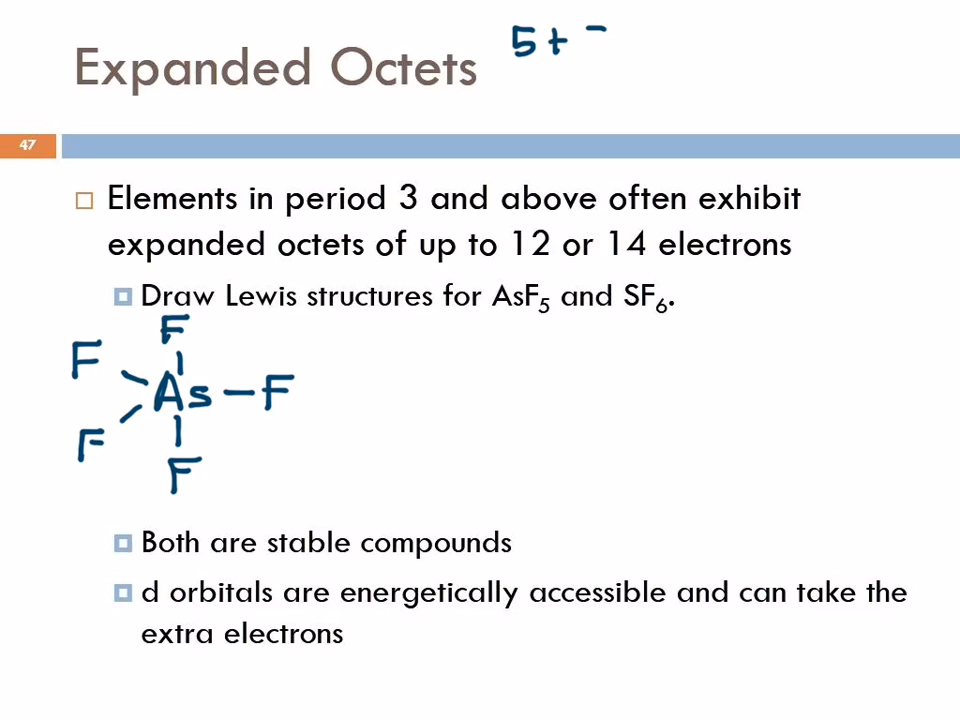 Expanded Octets 5 +
47
Elements in period 3 and above often exhibit
expanded octets of up to 12 or 14 electrons
Draw Lewis structures for AsF5 and SF6.
F
F
As – F
F
F
Both are stable compounds
d orbitals are energetically accessible and can take the
extra electrons